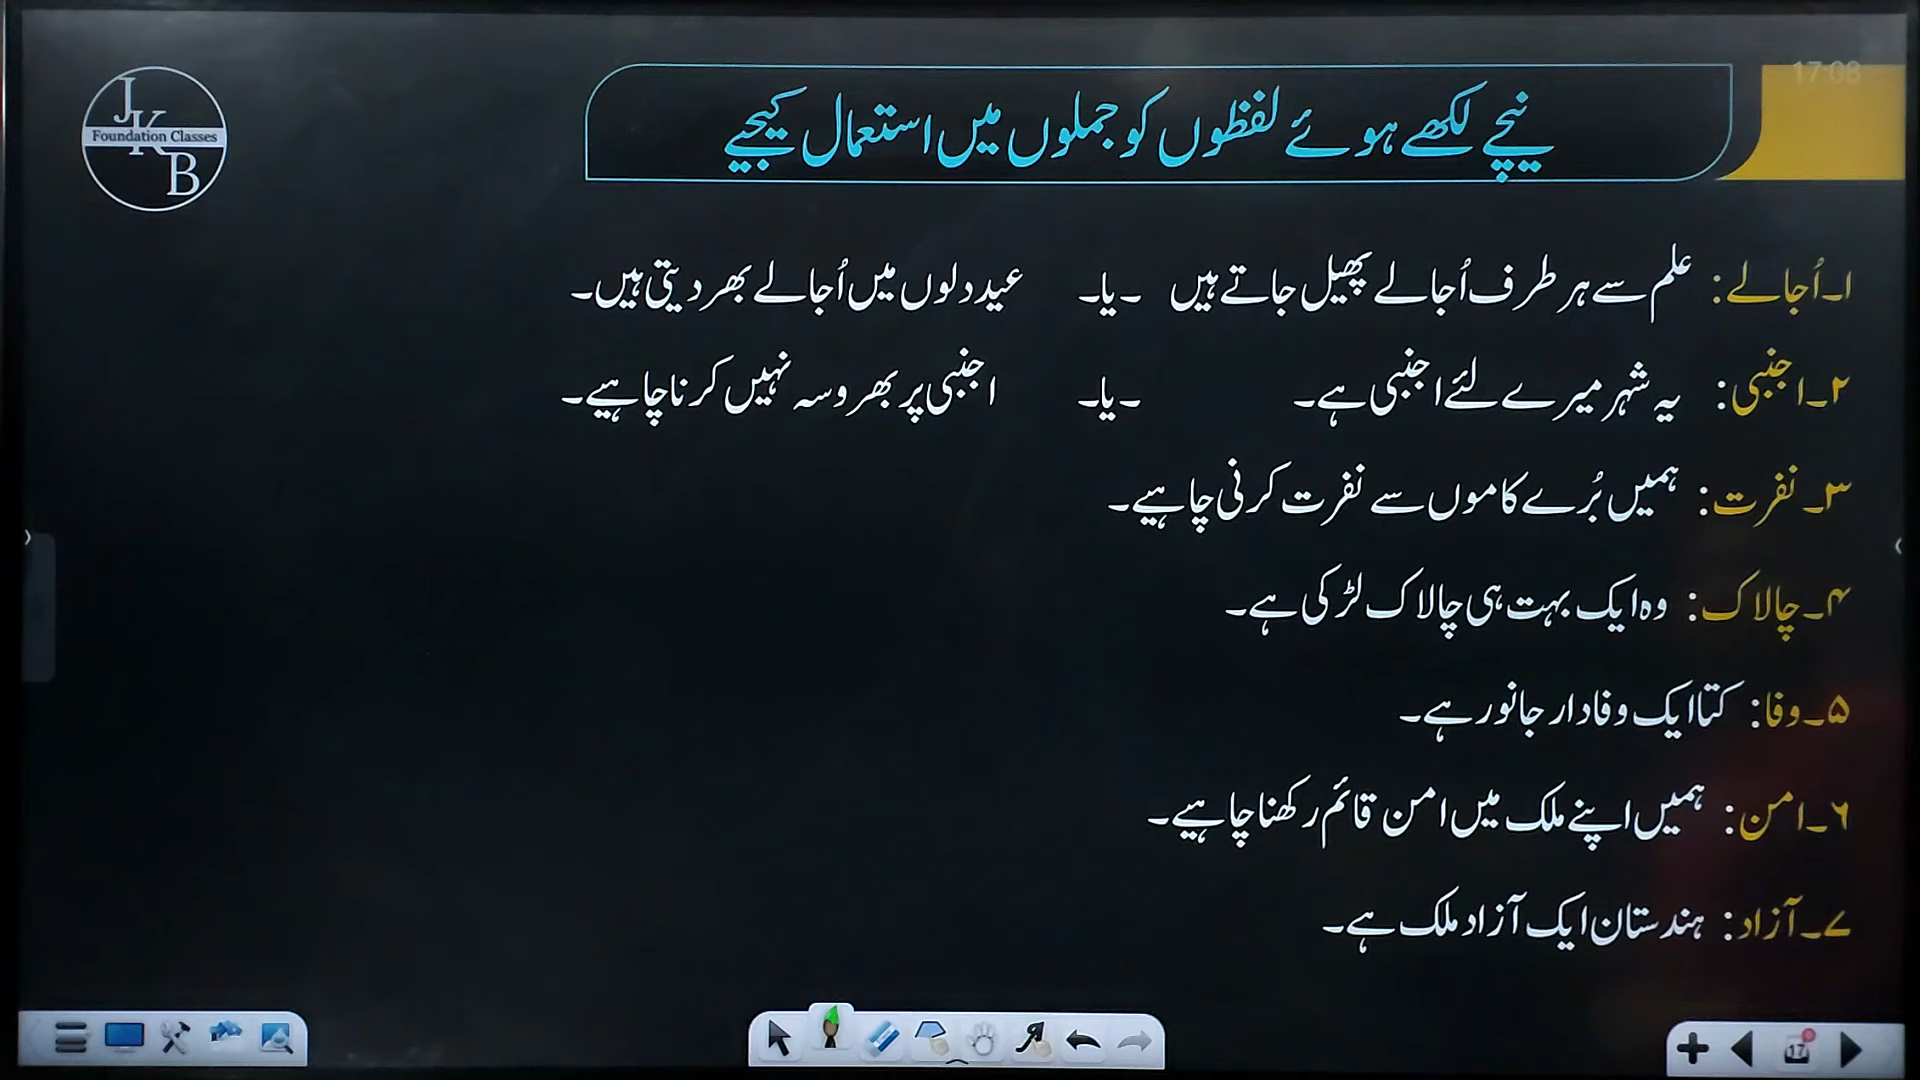 17:08
JKB
Foundation Classes
نیچے لکھے ہوئے لفظوں کو جملوں میں استعمال کیجیے
۱۔اُجالے: علم سے ہر طرف اُجالے پھیل جاتے ہیں ۔یا۔ عید دلوں میں اُجالے بھر دیتی ہیں۔
۲۔اجنبی: یہ شہر میرے لئے اجنبی ہے۔ ۔یا۔ اجنبی پر بھروسہ نہیں کرنا چاہیے۔
۳۔نفرت: ہمیں بُرے کاموں سے نفرت کرنی چاہیے۔
۴۔چالاک: وہ ایک بہت ہی چالاک لڑکی ہے۔
۵۔وفا: کتا ایک وفادار جانور ہے۔
۶۔امن: ہمیں اپنے ملک میں امن قائم رکھنا چاہیے۔
۷۔آزاد: ہندستان ایک آزاد ملک ہے۔
17